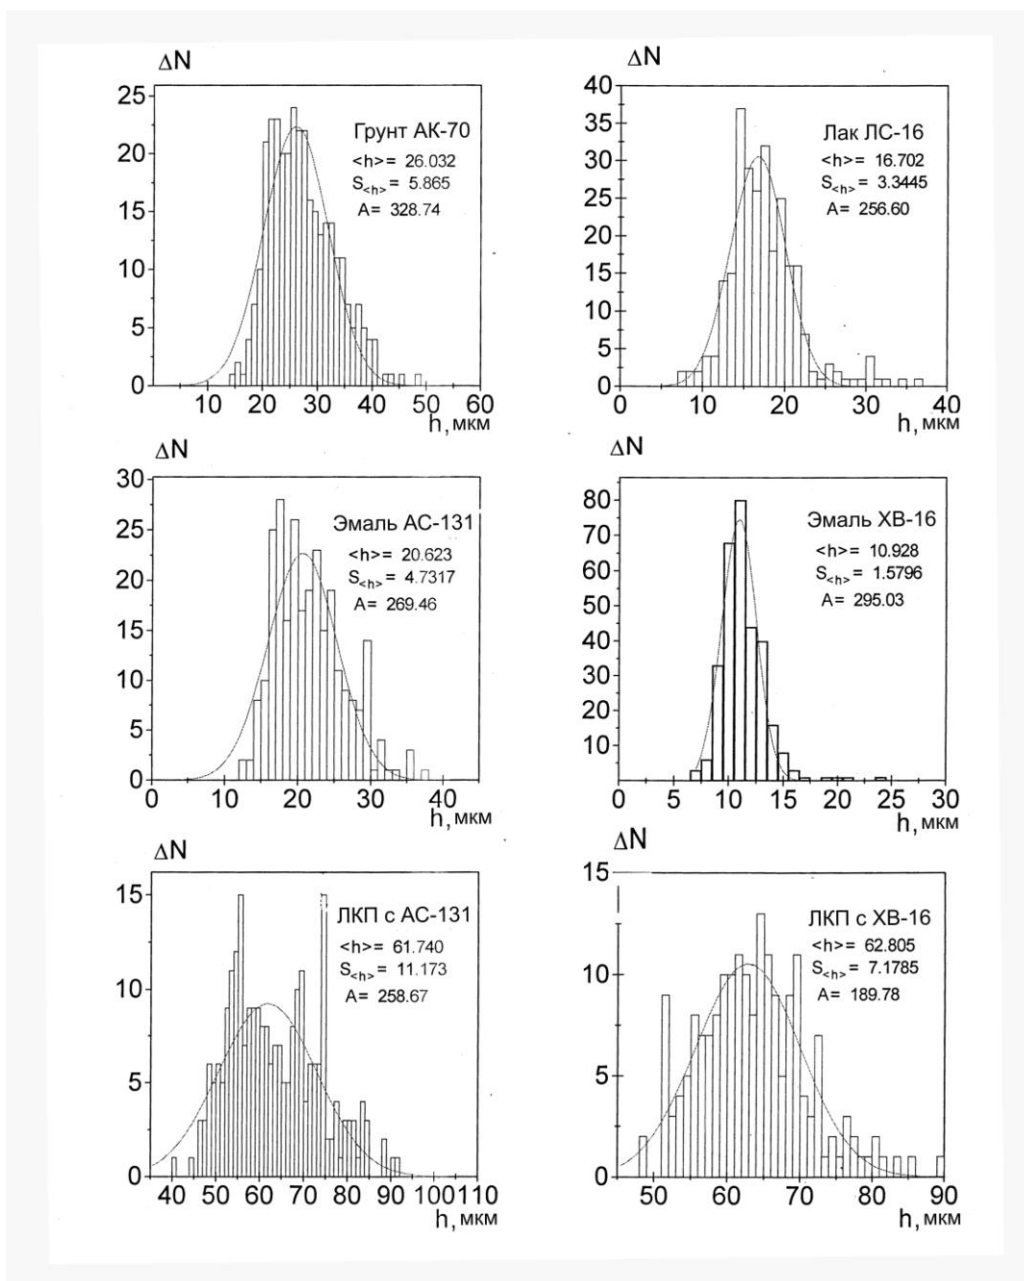 ΔN
25
20
15
10
5
0
10 20 30 40 50 60
h, мкм
Грунт АК-70
<h>= 26.032
S<h>= 5.865
A= 328.74
ΔN
40
35
30
25
20
15
10
5
0
0 10 20 30 40
h, мкм
Лак ЛС-16
<h>= 16.702
S<h>= 3.3445
A= 256.60
ΔN
30
25
20
15
10
5
0
0 10 20 30 40
h, мкм
Эмаль АС-131
<h>= 20.623
S<h>= 4.7317
A= 269.46
ΔN
80
70
60
50
40
30
20
10
0 5 10 15 20 25 30
h, мкм
Эмаль ХВ-16
<h>= 10.928
S<h>= 1.5796
A= 295.03
ΔN
15
10
5
0
40 50 60 70 80 90 100 110
h, мкм
ЛКП с АС-131
<h>= 61.740
S<h>= 11.173
A= 258.67
ΔN
15
10
5
0
50 60 70 80 90
h, мкм
ЛКП с ХВ-16
<h>= 62.805
S<h>= 7.1785
A= 189.78